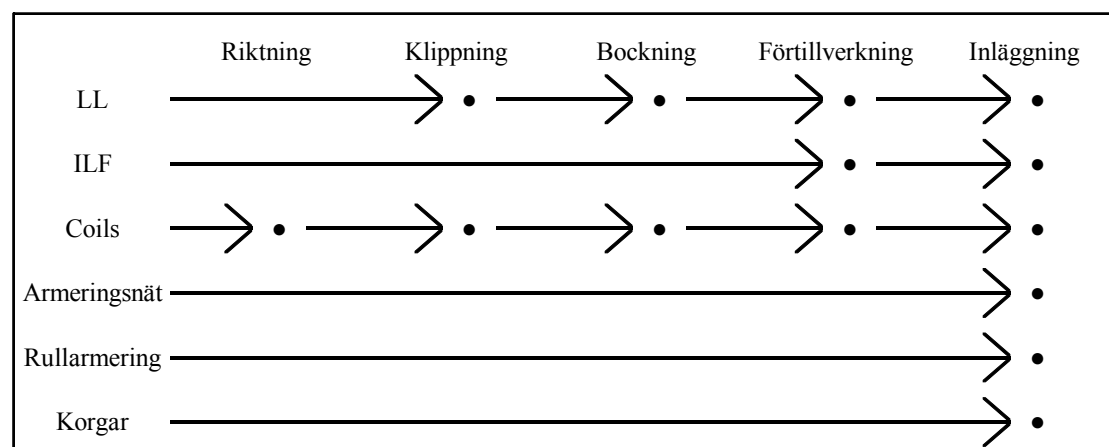 Riktning Klippning Bockning Förtillverkning Inläggning
LL
ILF
Coils
Armeringsnät
Rullarmering
Korgar